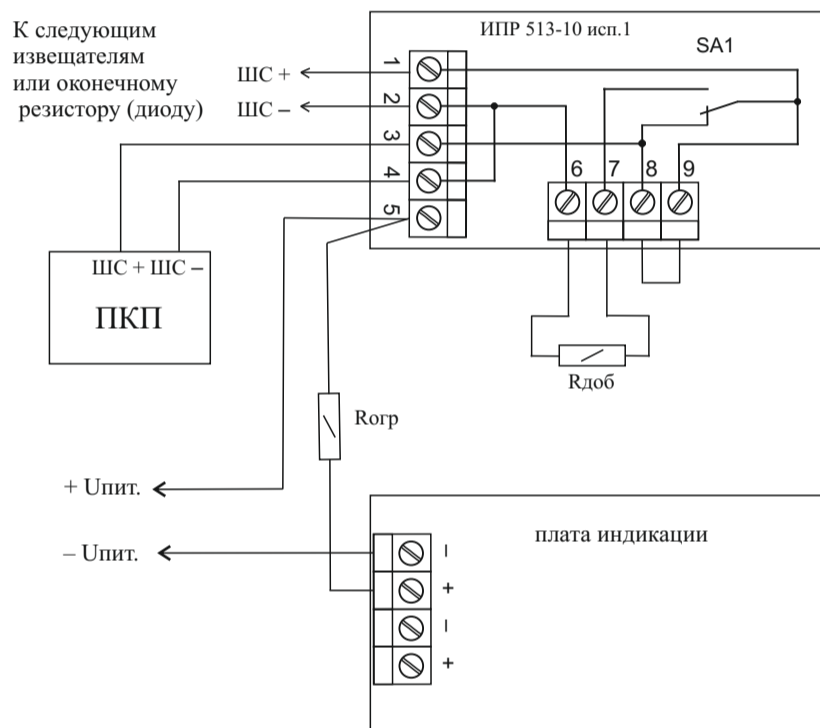 К следующим
извещателям
или оконечному
резистору (диоду)
ИПР 513-10 исп.1
SA1
ШС +
ШС –
1
2
3
4
5
6 7 8 9
ШС + ШС –
ПКП
Rдоб
Rогр
+ Uпит.
– Uпит.
плата индикации
–
+
–
+